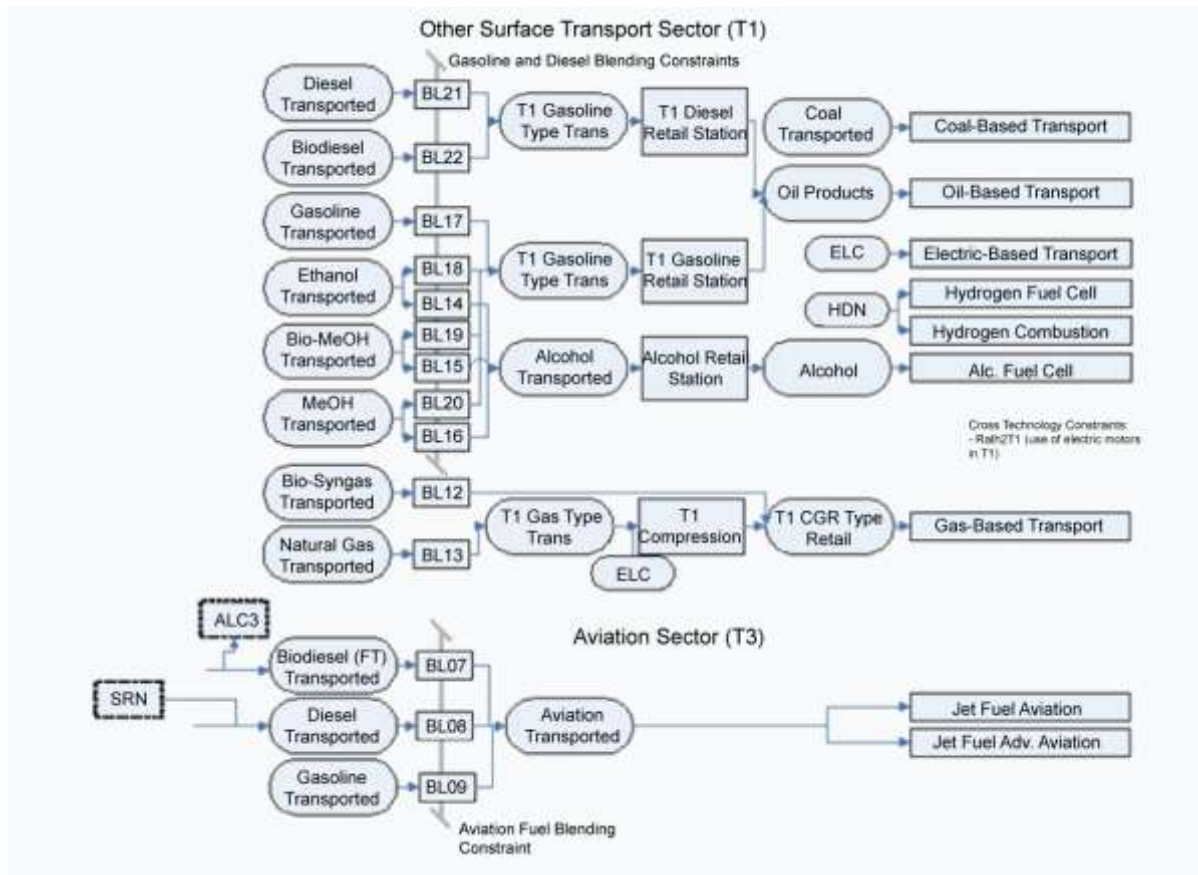 Other Surface Transport Sector (T1)
Gasoline and Diesel Blending Constraints
Diesel
Transported
BL21
T1 Gasoline
Type Trans
T1 Diesel
Retail Station
Coal
Transported
Coal-Based Transport
Biodiesel
Transported
BL22
Oil Products
Oil-Based Transport
Gasoline
Transported
BL17
T1 Gasoline
Type Trans
T1 Gasoline
Retail Station
ELC
Electric-Based Transport
Ethanol
Transported
BL18
BL14
HDN
Hydrogen Fuel Cell
Hydrogen Combustion
Bio-MeOH
Transported
BL19
BL15
Alcohol
Transported
Alcohol Retail
Station
Alcohol
Alc. Fuel Cell
MeOH
Transported
BL20
BL16
Cross Technology Constraints:
- Rath2T1 (use of electric motors
in T1)
Bio-Syngas
Transported
BL12
T1 Gas Type
Trans
T1
Compression
T1 CGR Type
Retail
Gas-Based Transport
Natural Gas
Transported
BL13
ELC
ALC3
Aviation Sector (T3)
Biodiesel (FT)
Transported
BL07
SRN
Diesel
Transported
BL08
Aviation
Transported
Jet Fuel Aviation
Jet Fuel Adv. Aviation
Gasoline
Transported
BL09
Aviation Fuel Blending
Constraint